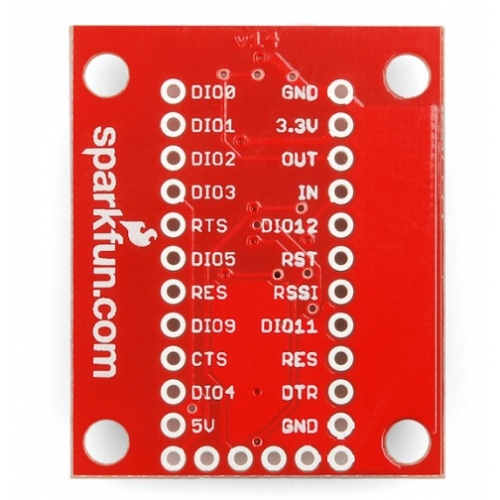 v14
DIO0 GND
DIO1 3.3V
DIO2 OUT
DIO3 IN
RTS DIO12
DIO5 RST
RES RSSI
DIO9 DIO11
CTS RES
DIO4 DTR
5V GND
sparkfun.com